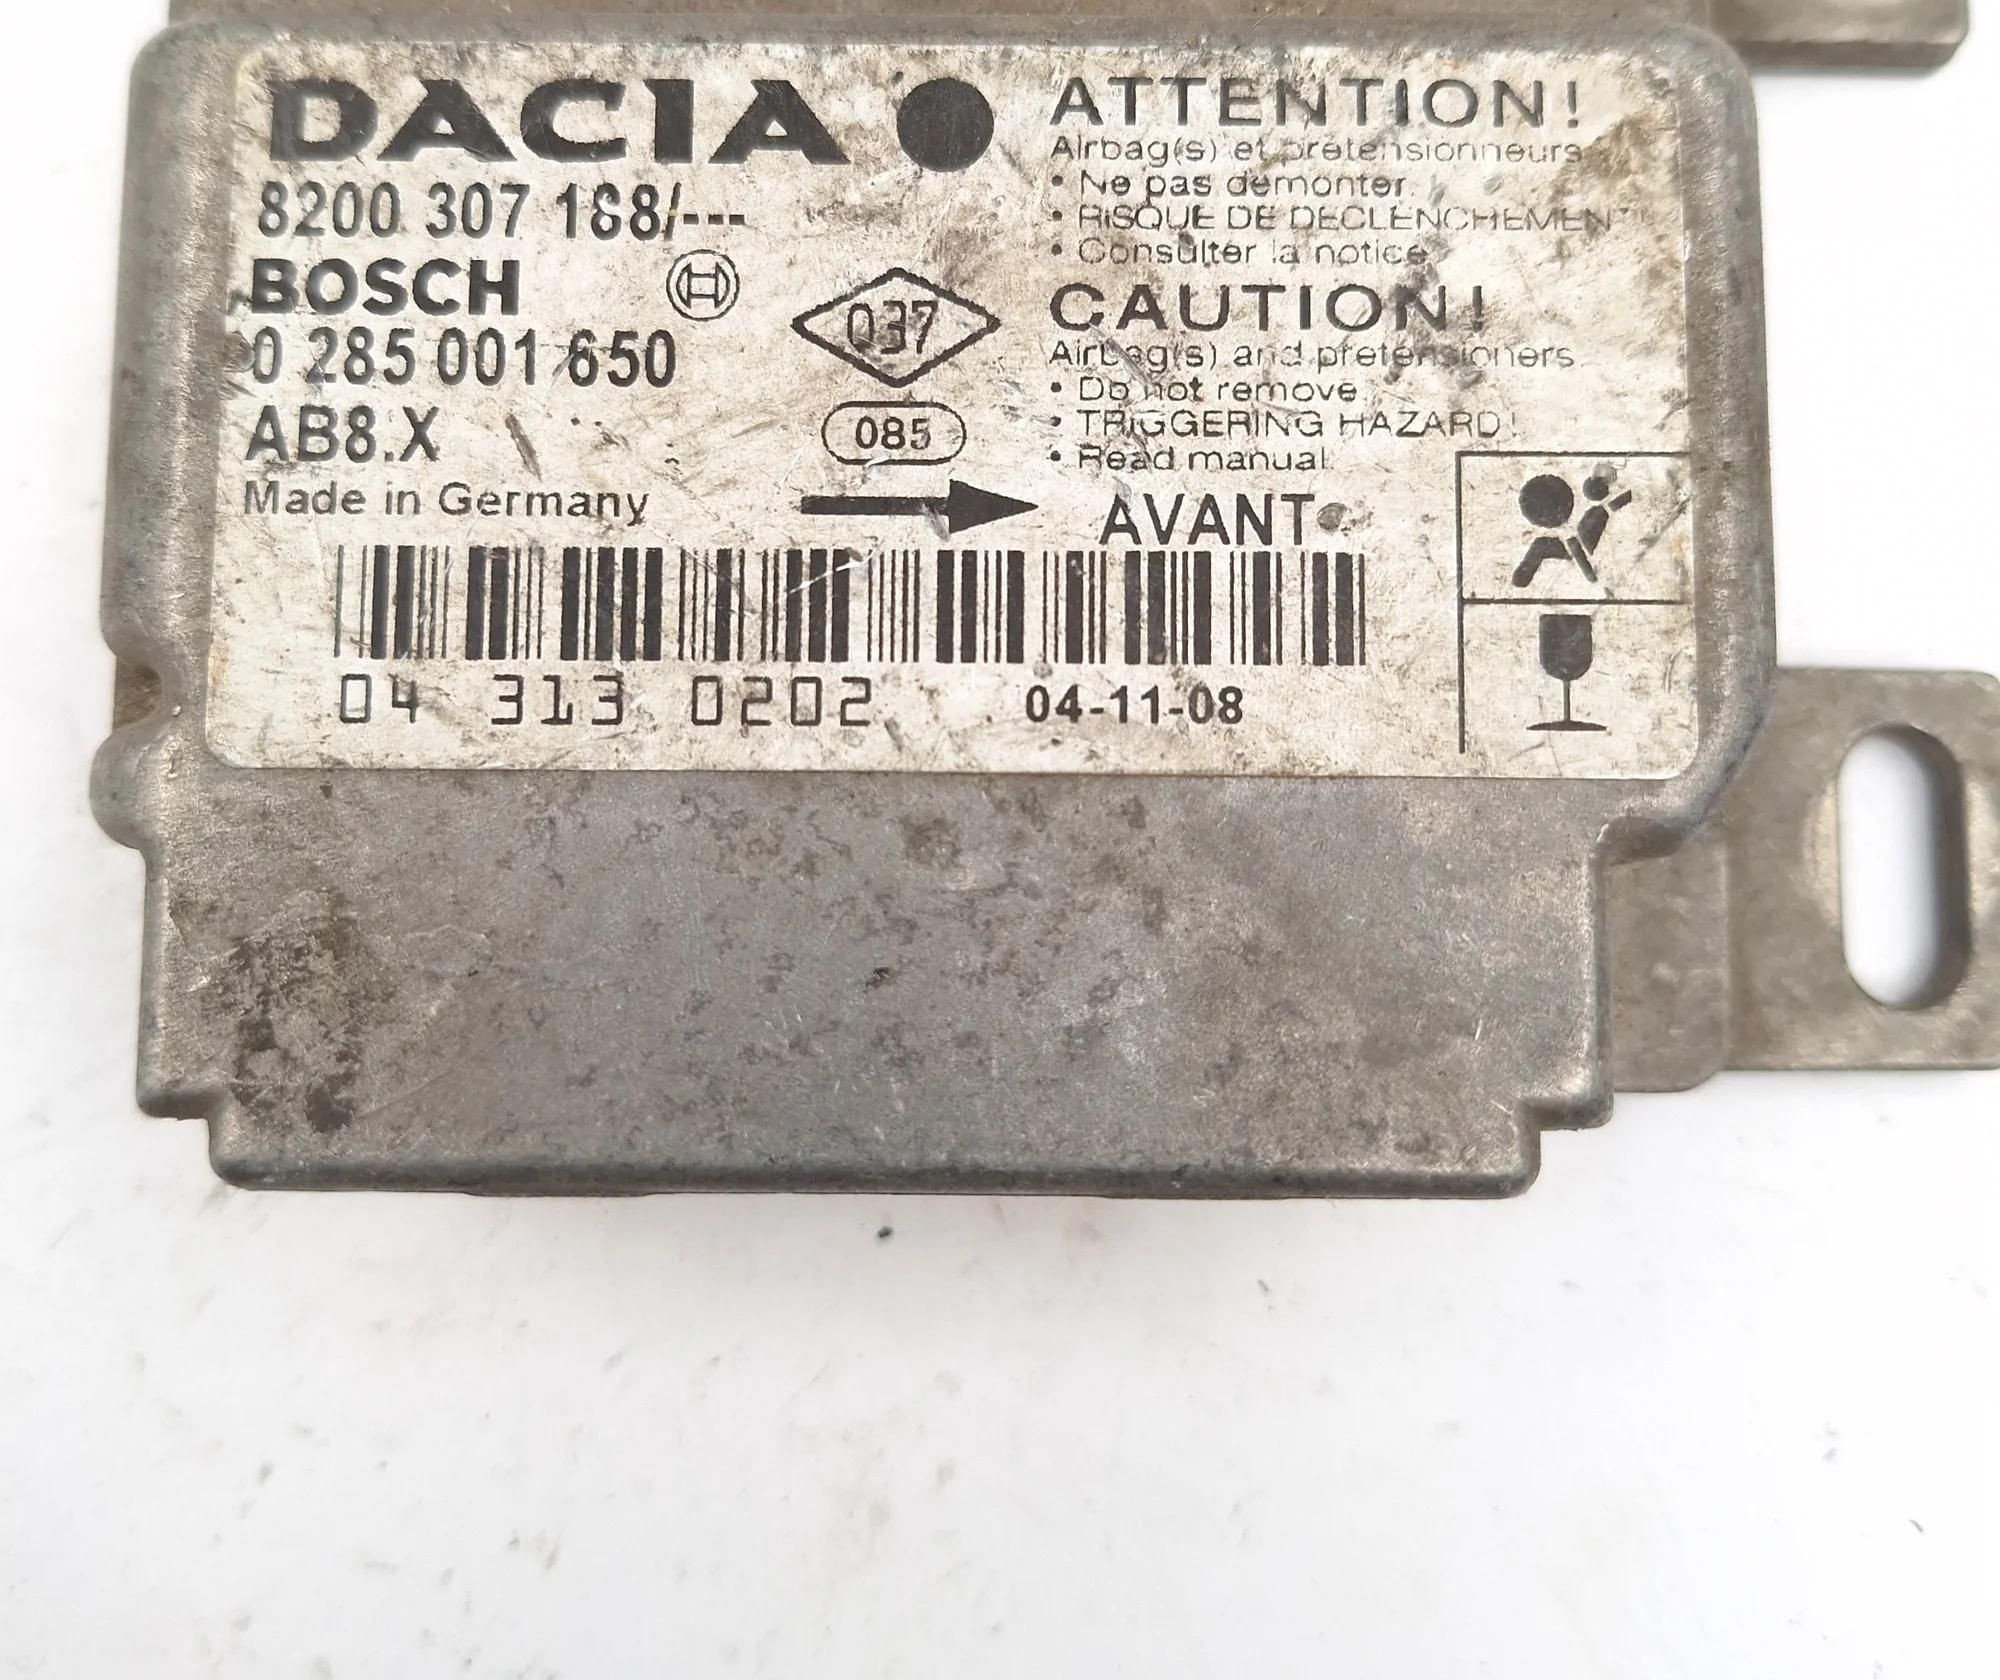 DACIA
8200 307 188/---
BOSCH
0 285 001 650
AB8.X
Made in Germany
037
085
ATTENTION!
Airbag(s) et prétensionneurs
• Ne pas démonter.
• RISQUE DE DECLENCHEMENT!
• Consulter la notice
CAUTION!
Airbag(s) and pretensioners
• Do not remove.
• TRIGGERING HAZARD!
• Read manual.
AVANT
04 313 0202
04-11-08